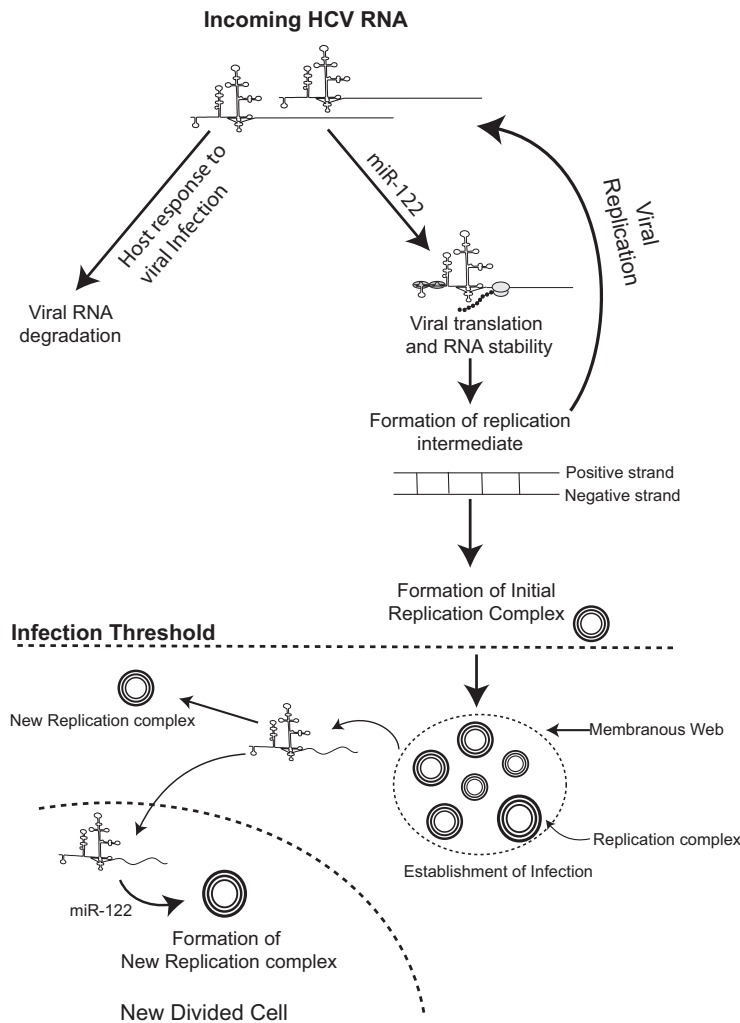 Incoming HCV RNA
Host response to
viral Infection
miR-122
Viral
Replication
Viral RNA
degradation
Viral translation
and RNA stability
Formation of replication
intermediate
Positive strand
Negative strand
Formation of Initial
Replication Complex
Infection Threshold
New Replication complex
Membranous Web
Replication complex
Establishment of Infection
miR-122
Formation of
New Replication complex
New Divided Cell